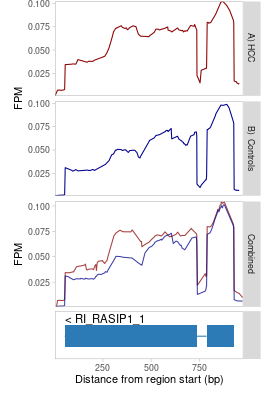 0.100
0.075
0.050
0.025
FPM
A) HCC
0.100
0.075
0.050
0.025
B) Controls
0.100
0.075
0.050
0.025
FPM
Combined
< RI_RASIP1_1
250
500
750
Distance from region start (bp)